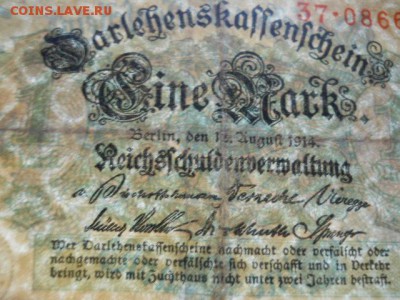 COINS.LAVE.RU
37·0866
Darlehenskassenschein
Eine Mark.
Berlin, den 12. August 1914.
Reichsschuldenverwaltung
Wer Darlehenskassenscheine nachmacht oder verfälscht oder
nachgemachte oder verfälschte sich verschafft und in Verkehr
bringt, wird mit Zuchthaus nicht unter zwei Jahren bestraft.